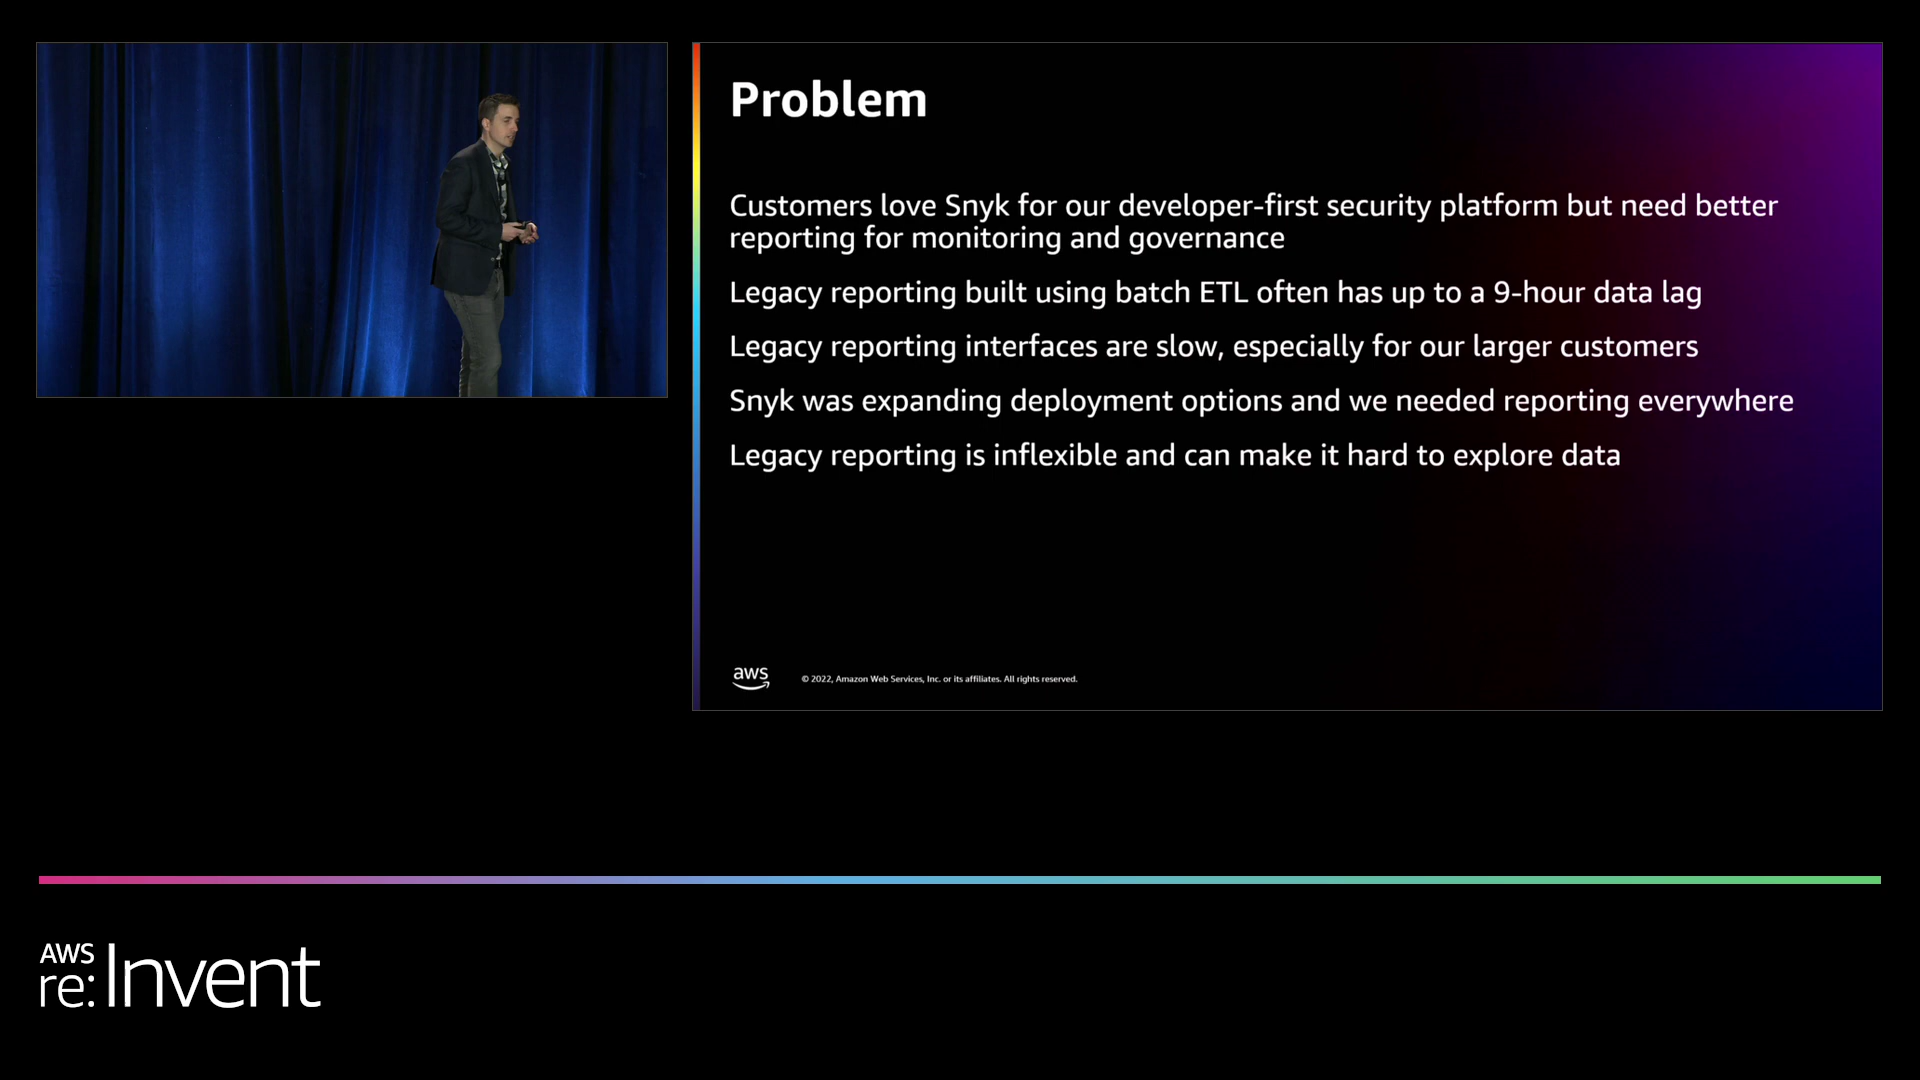 Problem
Customers love Snyk for our developer-first security platform but need better
reporting for monitoring and governance
Legacy reporting built using batch ETL often has up to a 9-hour data lag
Legacy reporting interfaces are slow, especially for our larger customers
Snyk was expanding deployment options and we needed reporting everywhere
Legacy reporting is inflexible and can make it hard to explore data
aws
© 2022, Amazon Web Services, Inc. or its affiliates. All rights reserved.
AWS
re:Invent